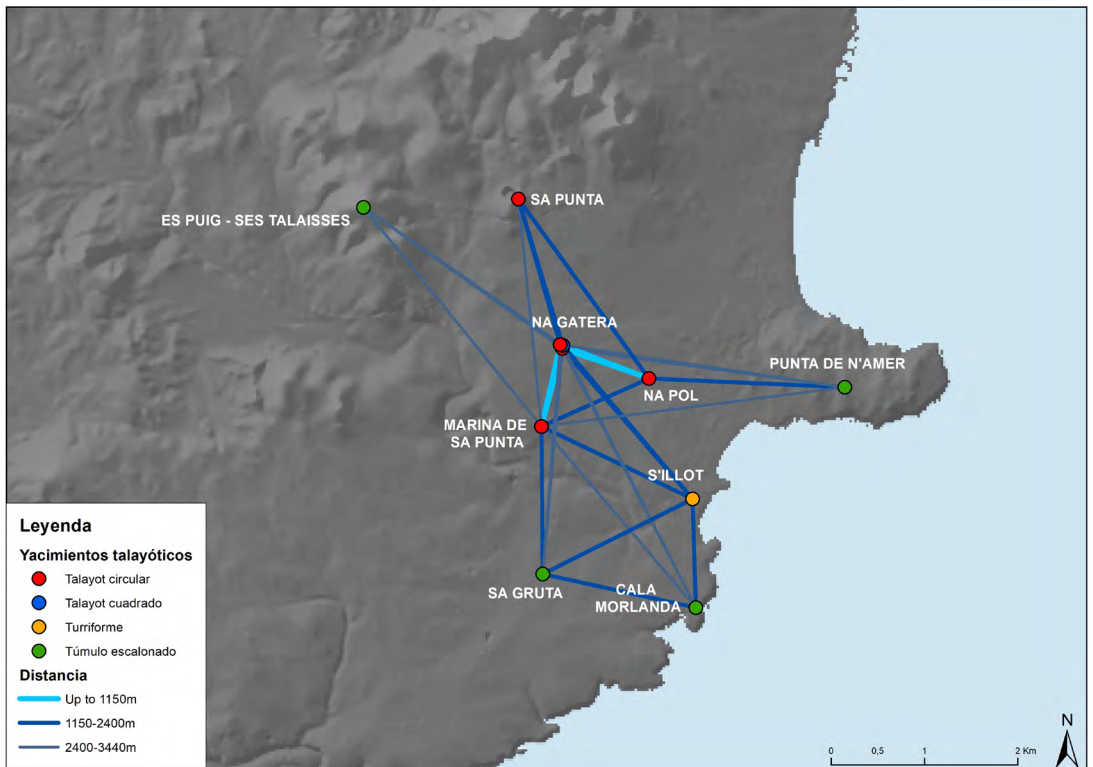 SA PUNTA
ES PUIG - SES TALAISSES
NA GATERA
PUNTA DE N'AMER
NA POL
MARINA DE
SA PUNTA
S'ILLOT
SA GRUTA
CALA
MORLANDA
Leyenda
Yacimientos talayóticos
Talayot circular
Talayot cuadrado
Turriforme
Túmulo escalonado
Distancia
Up to 1150m
1150-2400m
2400-3440m
N
0 0,5 1 2 Km